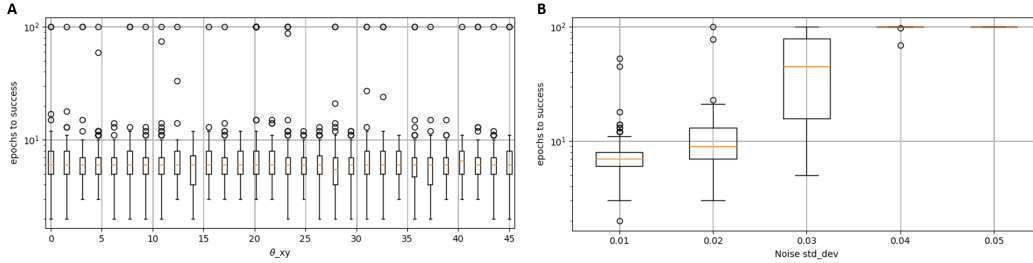 A
B
10²
10¹
epochs to success
0 5 10 15 20 25 30 35 40 45
θ_xy
10²
10¹
epochs to success
0.01 0.02 0.03 0.04 0.05
Noise std_dev